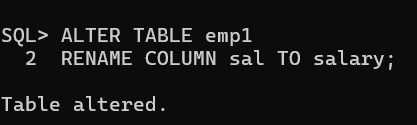 SQL> ALTER TABLE emp1
  2  RENAME COLUMN sal TO salary;
Table altered.